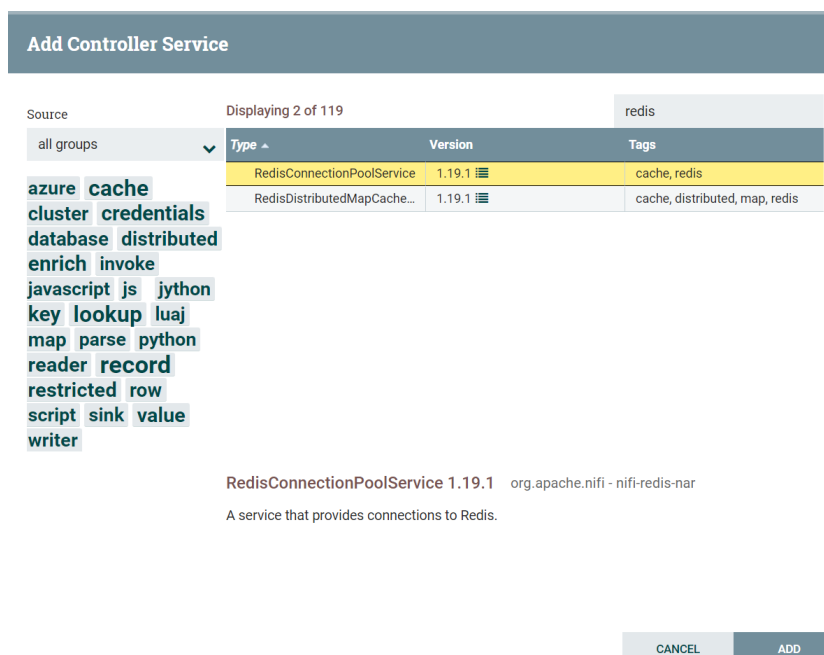 Add Controller Service
Source
Displaying 2 of 119
redis
all groups
Type Version Tags
RedisConnectionPoolService 1.19.1 cache, redis
RedisDistributedMapCache... 1.19.1 cache, distributed, map, redis
azure cache
cluster credentials
database distributed
enrich invoke
javascript js jython
key lookup luaj
map parse python
reader record
restricted row
script sink value
writer
RedisConnectionPoolService 1.19.1 org.apache.nifi - nifi-redis-nar
A service that provides connections to Redis.
CANCEL ADD